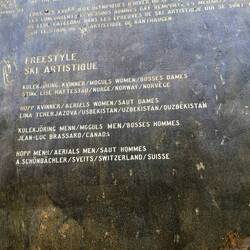 FREESTYLE
SKI ARTISTIQUE
KULEKJØRING KVINNER/MOGULS WOMEN/BOSSES DAMES
STINE LISE HATTESTAD/NORGE/NORWAY/NORVÈGE
HOPP KVINNER/AERIALS WOMEN/SAUT DAMES
LINA TCHERJAZOVA/USBEKISTAN/UZBEKISTAN/OUZBÉKISTAN
KULEKJØRING MENN/MOGULS MEN/BOSSES HOMMES
JEAN-LUC BRASSARD/CANADA
HOPP MENN/AERIALS MEN/SAUT HOMMES
A.SCHÖNBÄCHLER/SVEITS/SWITZERLAND/SUISSE